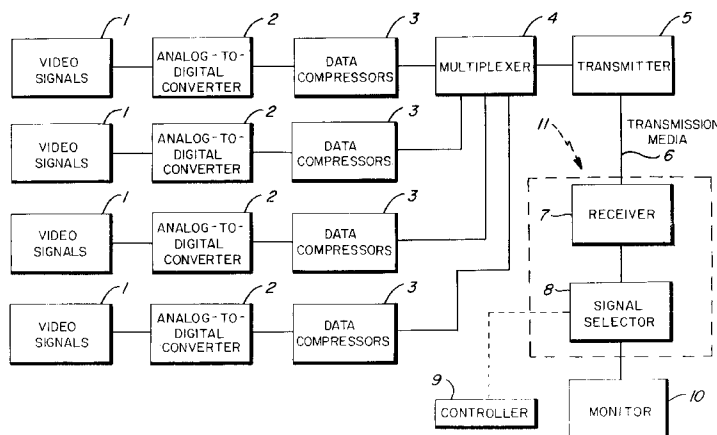 1 2 3 4 5
VIDEO SIGNALS
ANALOG-TO-DIGITAL CONVERTER
DATA COMPRESSORS
MULTIPLEXER
TRANSMITTER
1 2 3
VIDEO SIGNALS
ANALOG-TO-DIGITAL CONVERTER
DATA COMPRESSORS
11
TRANSMISSION MEDIA
6
1 2 3
VIDEO SIGNALS
ANALOG-TO-DIGITAL CONVERTER
DATA COMPRESSORS
7
RECEIVER
1 2 3
VIDEO SIGNALS
ANALOG-TO-DIGITAL CONVERTER
DATA COMPRESSORS
8
SIGNAL SELECTOR
9
CONTROLLER
MONITOR
10